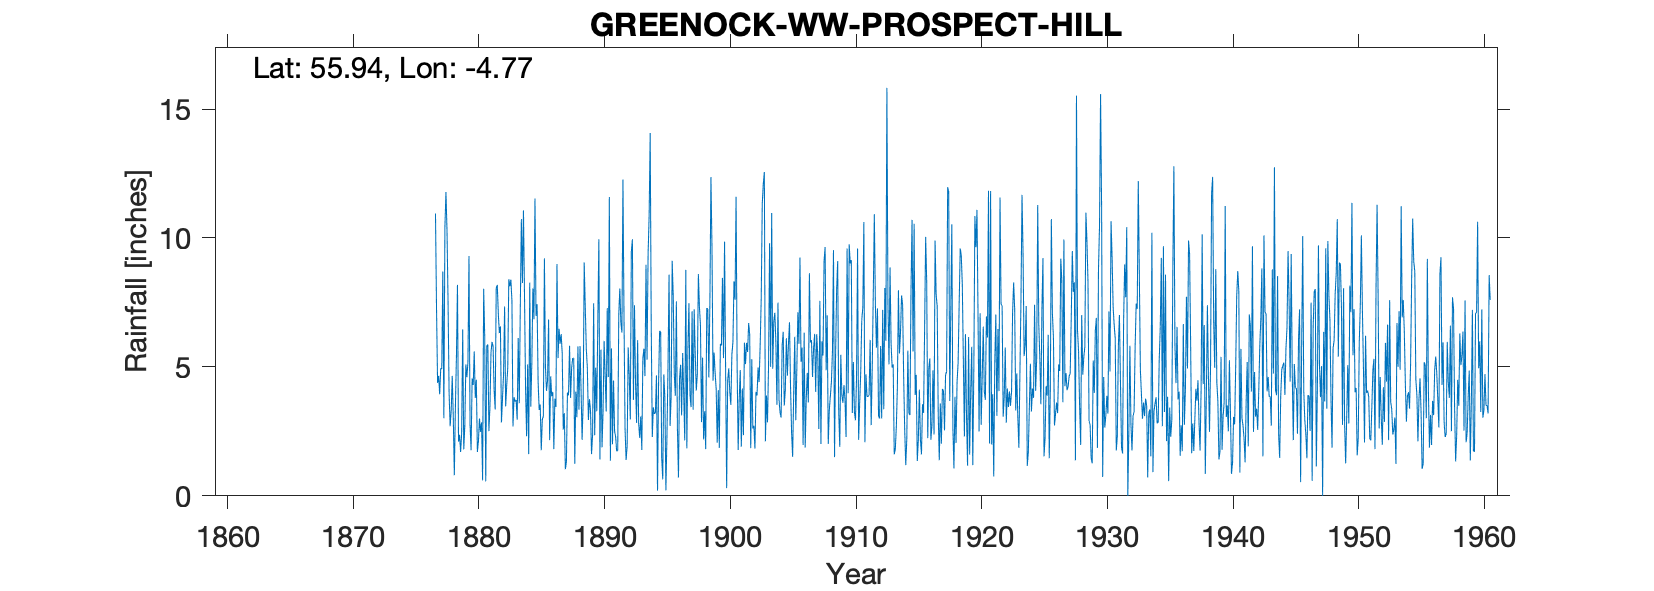 GREENOCK-WW-PROSPECT-HILL
Lat: 55.94, Lon: -4.77
15
10
5
0
Rainfall [inches]
1860 1870 1880 1890 1900 1910 1920 1930 1940 1950 1960
Year